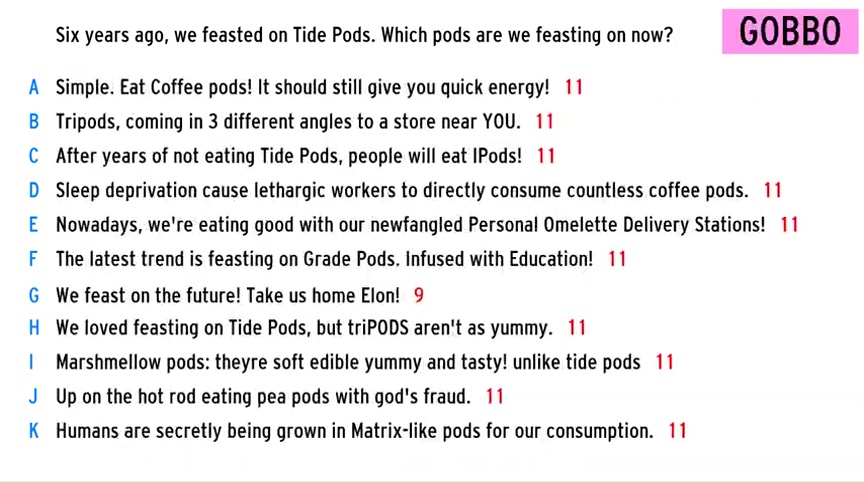 Six years ago, we feasted on Tide Pods. Which pods are we feasting on now?
GOBBO
A Simple. Eat Coffee pods! It should still give you quick energy! 11
B Tripods, coming in 3 different angles to a store near YOU. 11
C After years of not eating Tide Pods, people will eat IPods! 11
D Sleep deprivation cause lethargic workers to directly consume countless coffee pods. 11
E Nowadays, we're eating good with our newfangled Personal Omelette Delivery Stations! 11
F The latest trend is feasting on Grade Pods. Infused with Education! 11
G We feast on the future! Take us home Elon! 9
H We loved feasting on Tide Pods, but triPODS aren't as yummy. 11
I Marshmellow pods: theyre soft edible yummy and tasty! unlike tide pods 11
J Up on the hot rod eating pea pods with god's fraud. 11
K Humans are secretly being grown in Matrix-like pods for our consumption. 11